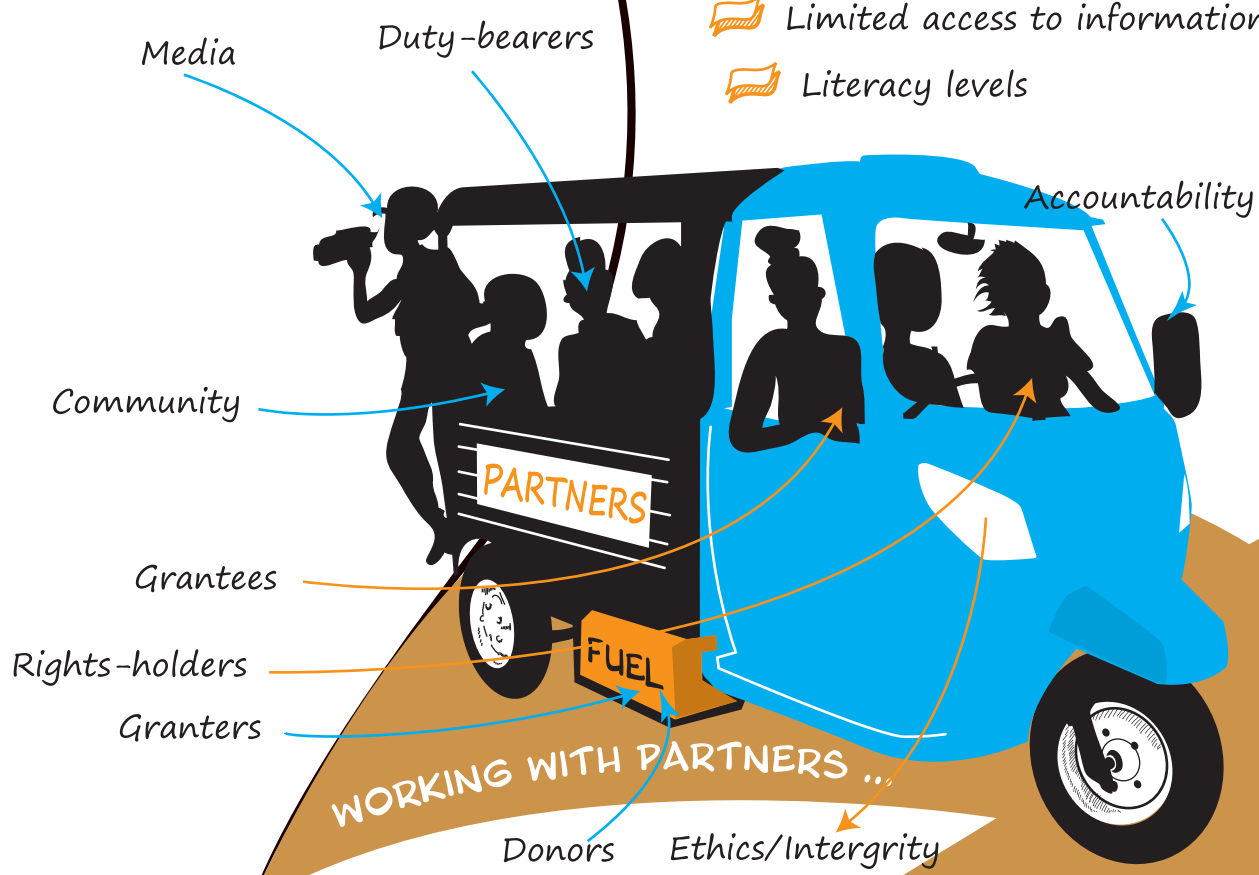 Limited access to information
Literacy levels
Media
Duty-bearers
Accountability
Community
PARTNERS
Grantees
Rights-holders
FUEL
Granters
WORKING WITH PARTNERS ...
Donors
Ethics/Intergrity